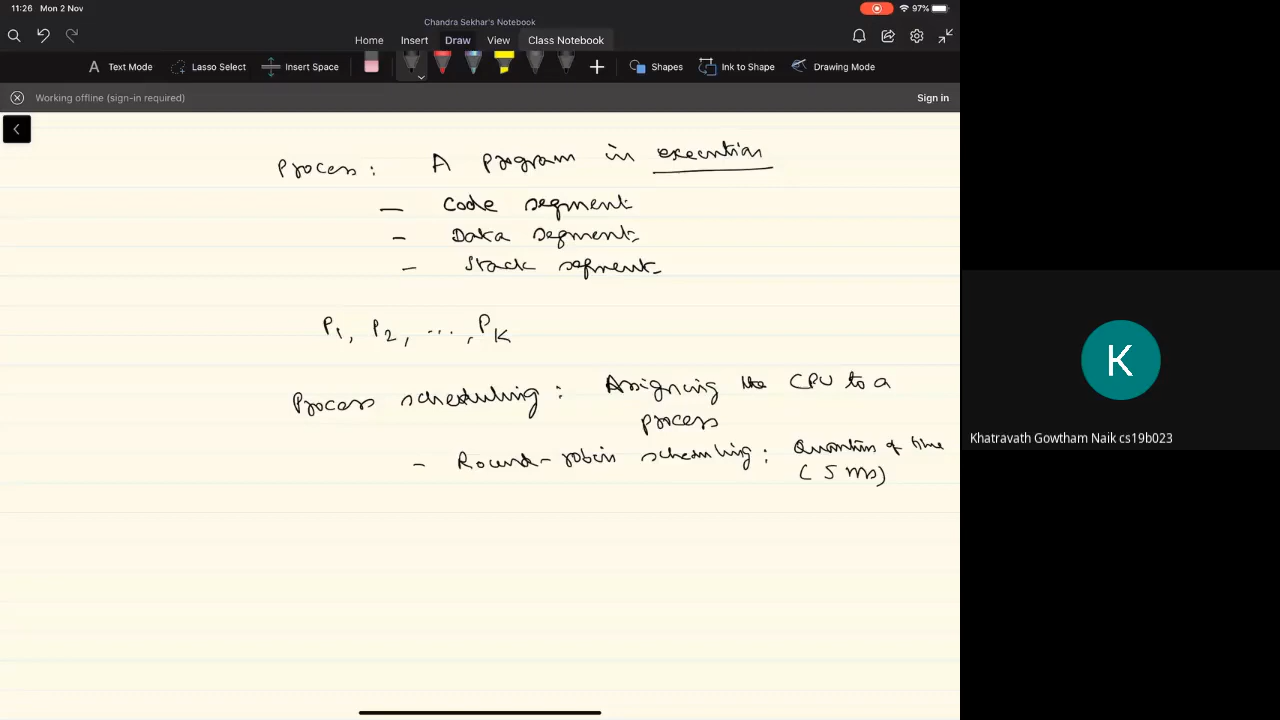 11:26 Mon 2 Nov
97%
Chandra Sekhar's Notebook
Home Insert Draw View Class Notebook
Text Mode Lasso Select Insert Space Shapes Ink to Shape Drawing Mode
Working offline (sign-in required) Sign in
Process: A program in execution
— Code segment
– Data segment
– Stack segment
P1, P2, ..., PK
Process scheduling: Assigning the CPU to a
process
– Round-robin scheduling: Quantum of time
(5 ms)
K
Khatravath Gowtham Naik cs19b023